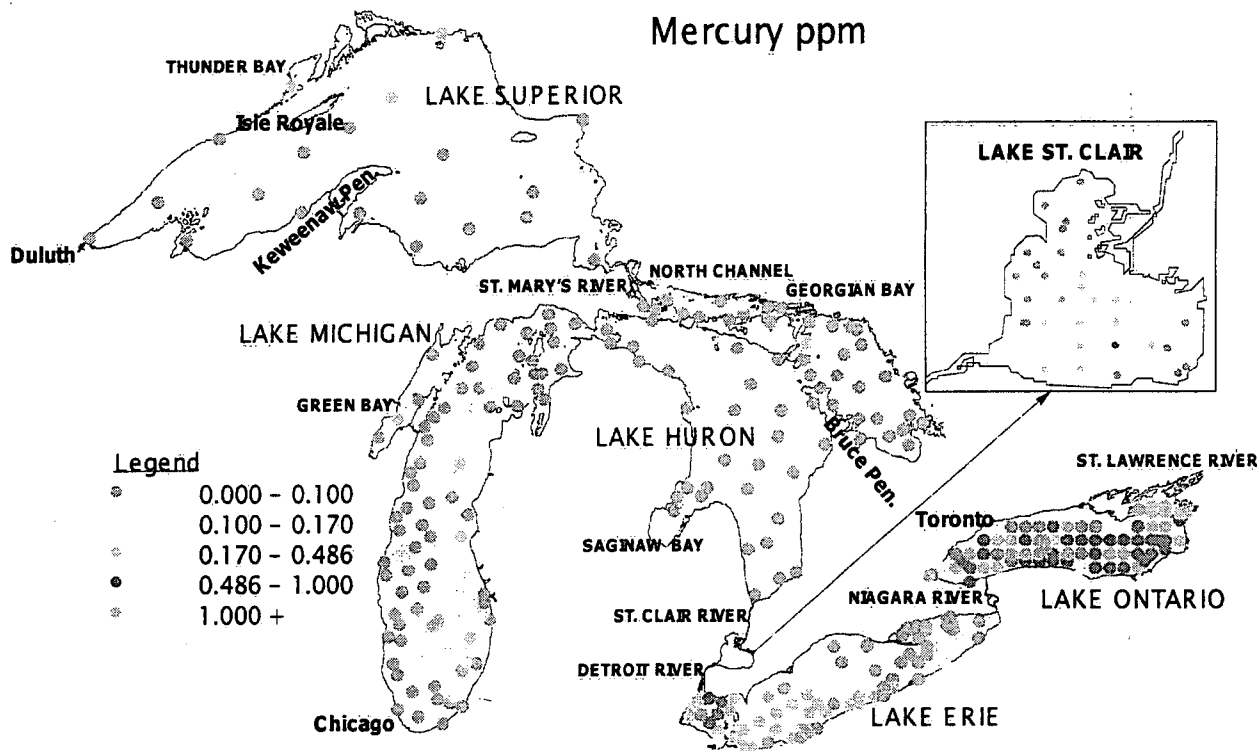 Mercury ppm
THUNDER BAY
LAKE SUPERIOR
Isle Royale
Keweenaw Pen.
Duluth
LAKE ST. CLAIR
ST. MARY'S RIVER
NORTH CHANNEL
GEORGIAN BAY
LAKE MICHIGAN
GREEN BAY
LAKE HURON
Bruce Pen.
ST. LAWRENCE RIVER
Legend
0.000 - 0.100
0.100 - 0.170
0.170 - 0.486
0.486 - 1.000
1.000 +
Toronto
SAGINAW BAY
NIAGARA RIVER
LAKE ONTARIO
ST. CLAIR RIVER
DETROIT RIVER
LAKE ERIE
Chicago